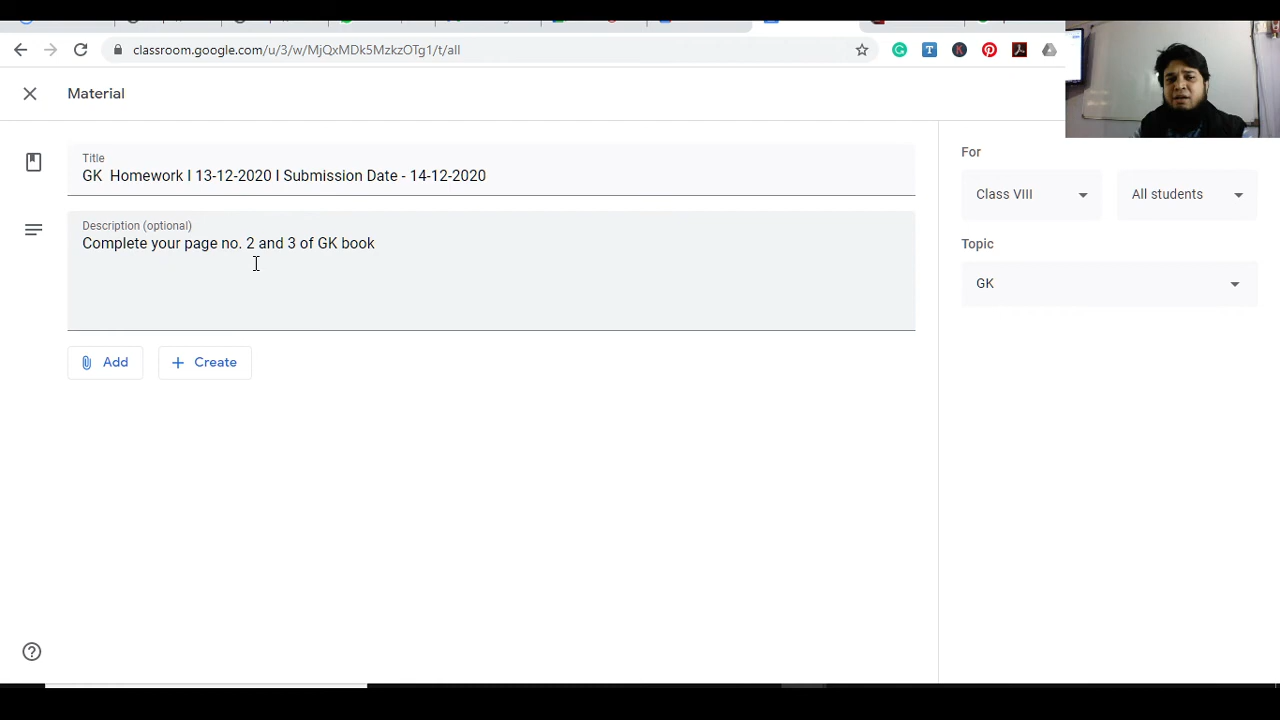 classroom.google.com/u/3/w/MjQxMDk5MzkzOTg1/t/all
Material
For
Title
GK  Homework I 13-12-2020 I Submission Date - 14-12-2020
Class VIII
All students
Description (optional)
Complete your page no. 2 and 3 of GK book
Topic
GK
Add
Create